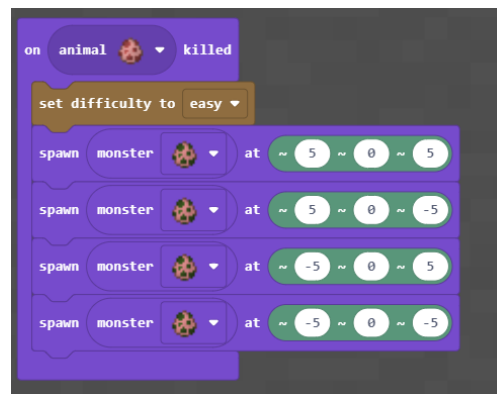 on animal killed
set difficulty to easy
spawn monster at ~ 5 ~ 0 ~ 5
spawn monster at ~ 5 ~ 0 ~ -5
spawn monster at ~ -5 ~ 0 ~ 5
spawn monster at ~ -5 ~ 0 ~ -5